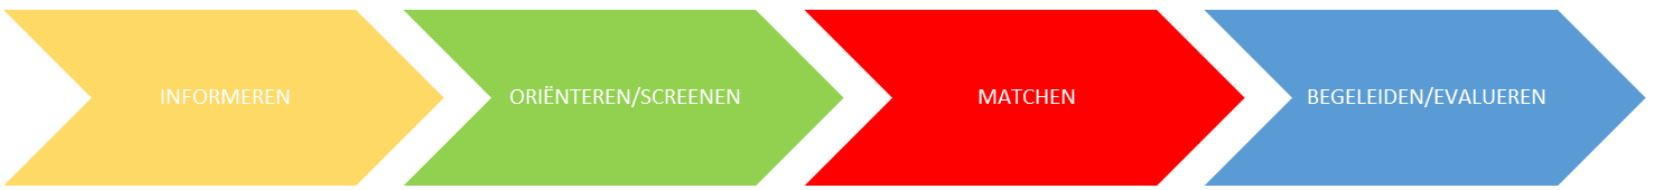 INFORMEREN
ORIËNTEREN/SCREENEN
MATCHEN
BEGELEIDEN/EVALUEREN